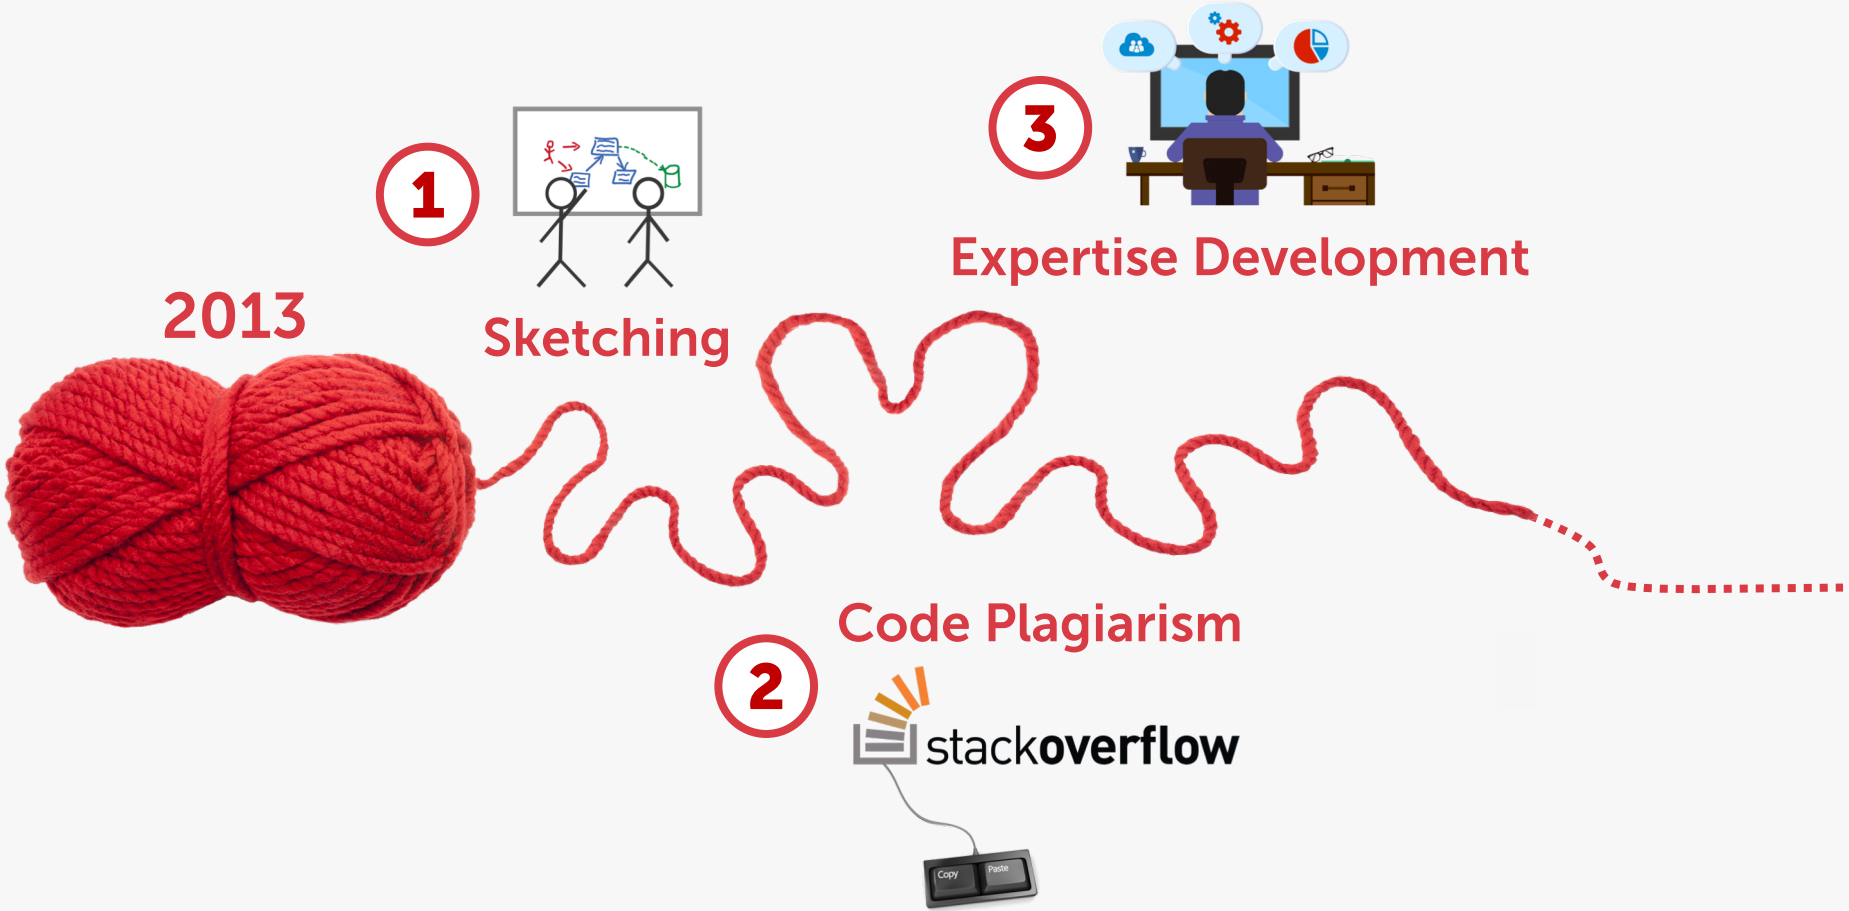 2013
1
Sketching
2
Code Plagiarism
stackoverflow
Copy Paste
3
Expertise Development